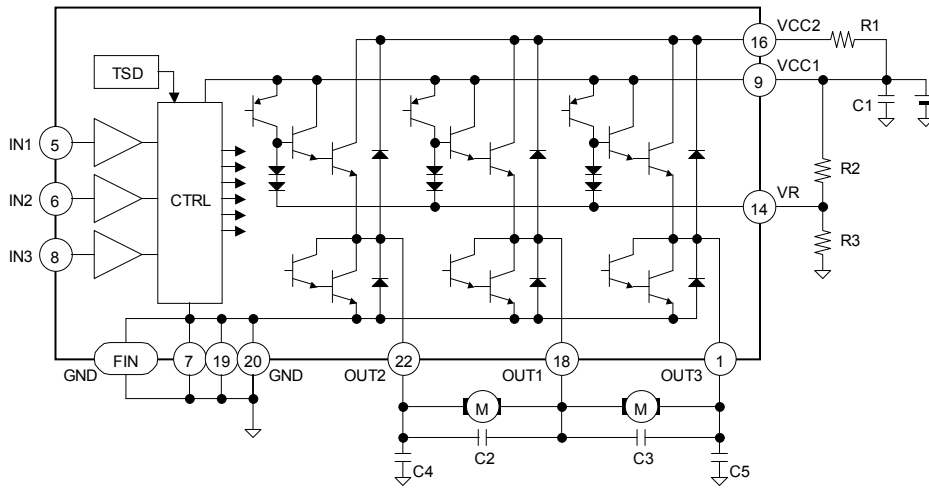 VCC2
R1
16
TSD
VCC1
9
C1
IN1
5
IN2
6
CTRL
R2
VR
14
IN3
8
R3
FIN
7
19
20
22
18
1
GND
GND
OUT2
OUT1
OUT3
M
M
C4
C2
C3
C5